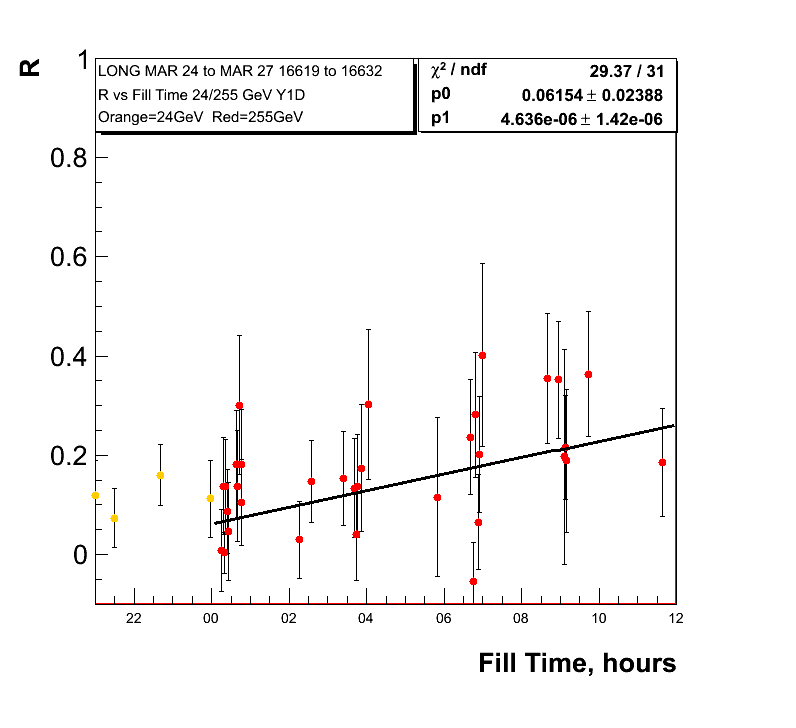 R
LONG MAR 24 to MAR 27 16619 to 16632
R vs Fill Time 24/255 GeV Y1D
Orange=24GeV Red=255GeV
χ² / ndf 29.37 / 31
p0 0.06154 ± 0.02388
p1 4.636e-06 ± 1.42e-06
1
0.8
0.6
0.4
0.2
0
22 00 02 04 06 08 10 12
Fill Time, hours